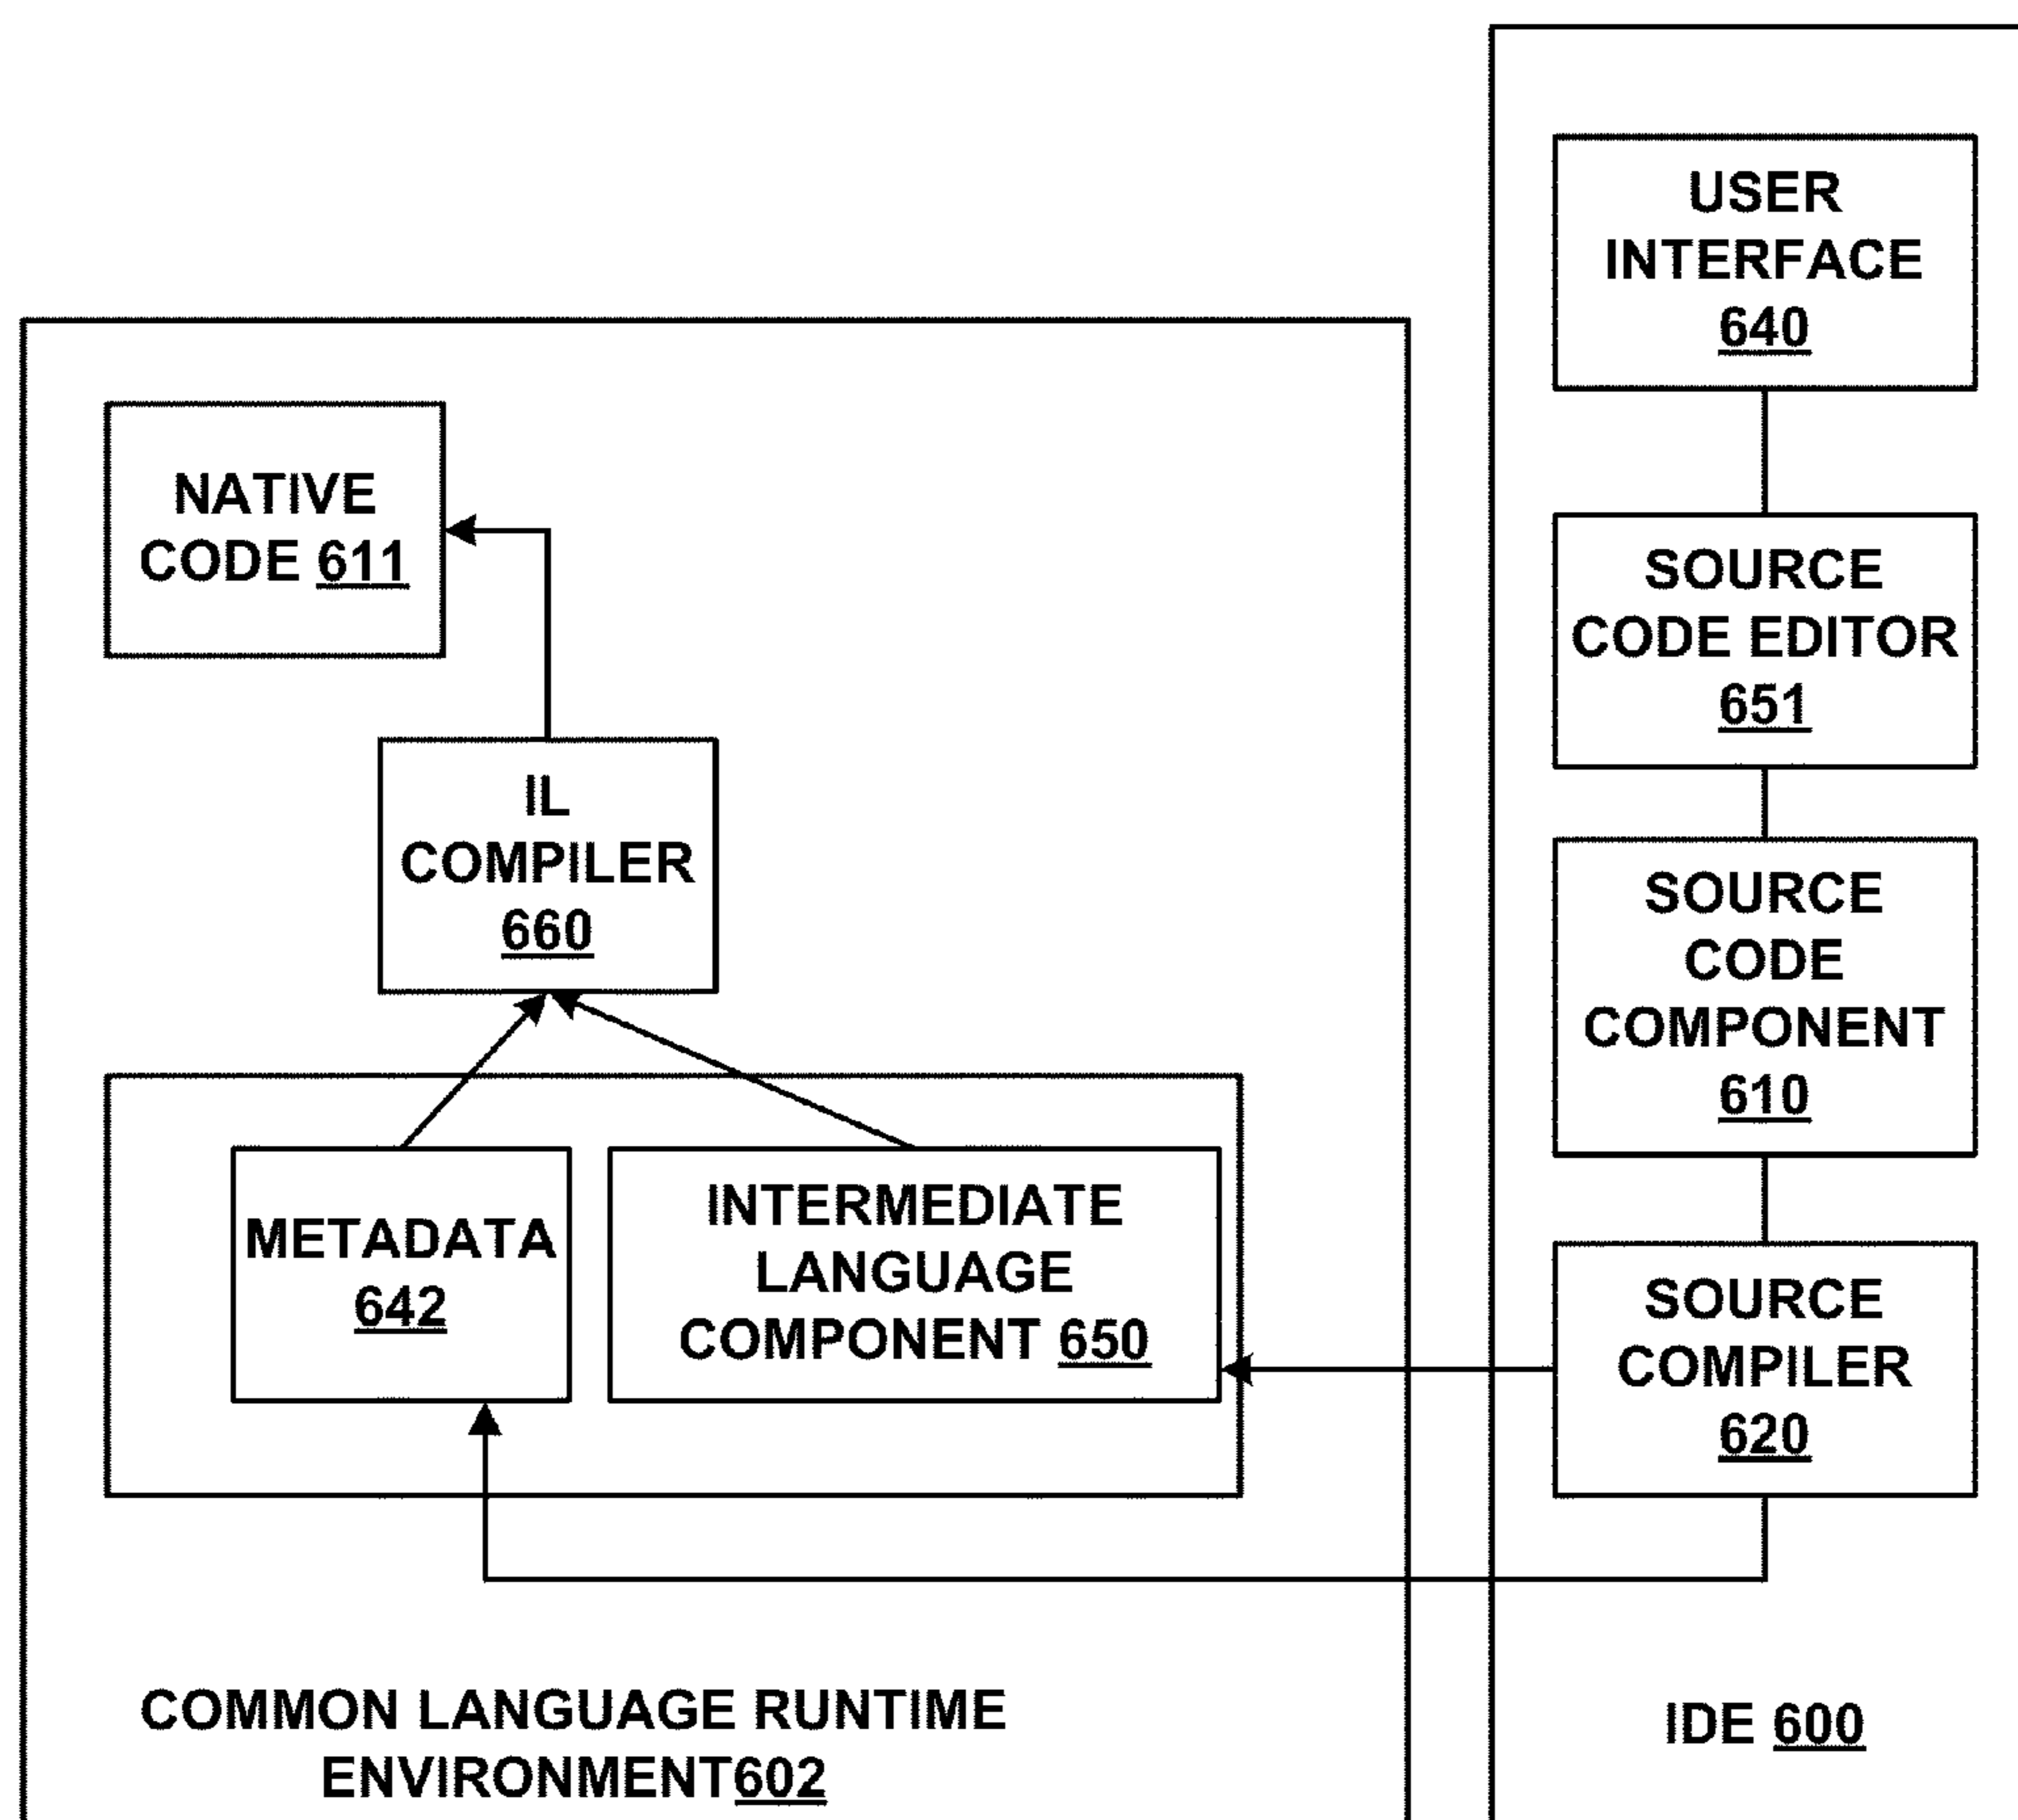 USER
INTERFACE
640
NATIVE
CODE 611
SOURCE
CODE EDITOR
651
IL
COMPILER
660
SOURCE
CODE
COMPONENT
610
METADATA
642
INTERMEDIATE
LANGUAGE
COMPONENT 650
SOURCE
COMPILER
620
COMMON LANGUAGE RUNTIME
ENVIRONMENT602
IDE 600